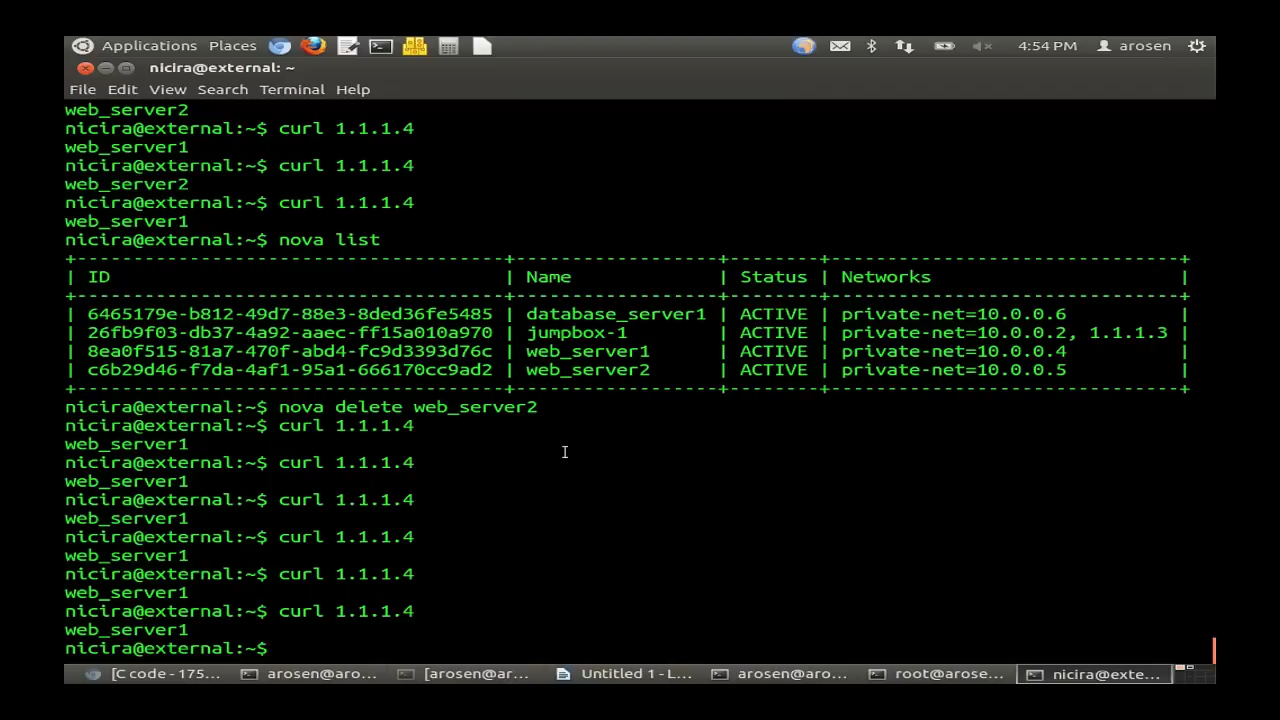 Applications Places 4:54 PM arosen
nicira@external: ~
File Edit View Search Terminal Help
web_server2
nicira@external:~$ curl 1.1.1.4
web_server1
nicira@external:~$ curl 1.1.1.4
web_server2
nicira@external:~$ curl 1.1.1.4
web_server1
nicira@external:~$ nova list
+--------------------------------------+------------------+--------+-------------------------------+
| ID | Name | Status | Networks |
+--------------------------------------+------------------+--------+-------------------------------+
| 6465179e-b812-49d7-88e3-8ded36fe5485 | database_server1 | ACTIVE | private-net=10.0.0.6 |
| 26fb9f03-db37-4a92-aaec-ff15a010a970 | jumpbox-1 | ACTIVE | private-net=10.0.0.2, 1.1.1.3 |
| 8ea0f515-81a7-470f-abd4-fc9d3393d76c | web_server1 | ACTIVE | private-net=10.0.0.4 |
| c6b29d46-f7da-4af1-95a1-666170cc9ad2 | web_server2 | ACTIVE | private-net=10.0.0.5 |
+--------------------------------------+------------------+--------+-------------------------------+
nicira@external:~$ nova delete web_server2
nicira@external:~$ curl 1.1.1.4
web_server1
nicira@external:~$ curl 1.1.1.4
web_server1
nicira@external:~$ curl 1.1.1.4
web_server1
nicira@external:~$ curl 1.1.1.4
web_server1
nicira@external:~$ curl 1.1.1.4
web_server1
nicira@external:~$ curl 1.1.1.4
web_server1
nicira@external:~$
[C code - 175... arosen@aro... [arosen@ar... Untitled 1 - L... arosen@aro... root@arose... nicira@exte...